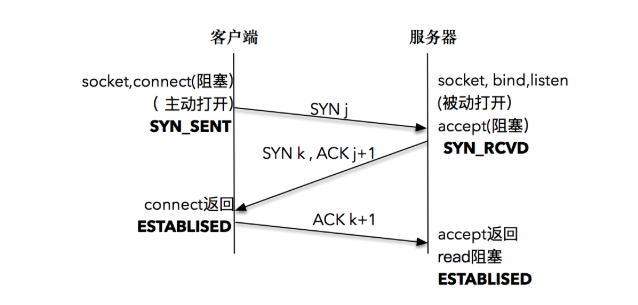 客户端
服务器
socket,connect(阻塞)
( 主动打开)
SYN_SENT
socket, bind,listen
(被动打开)
accept(阻塞)
SYN_RCVD
SYN j
SYN k , ACK j+1
connect返回
ESTABLISED
ACK k+1
accept返回
read阻塞
ESTABLISED